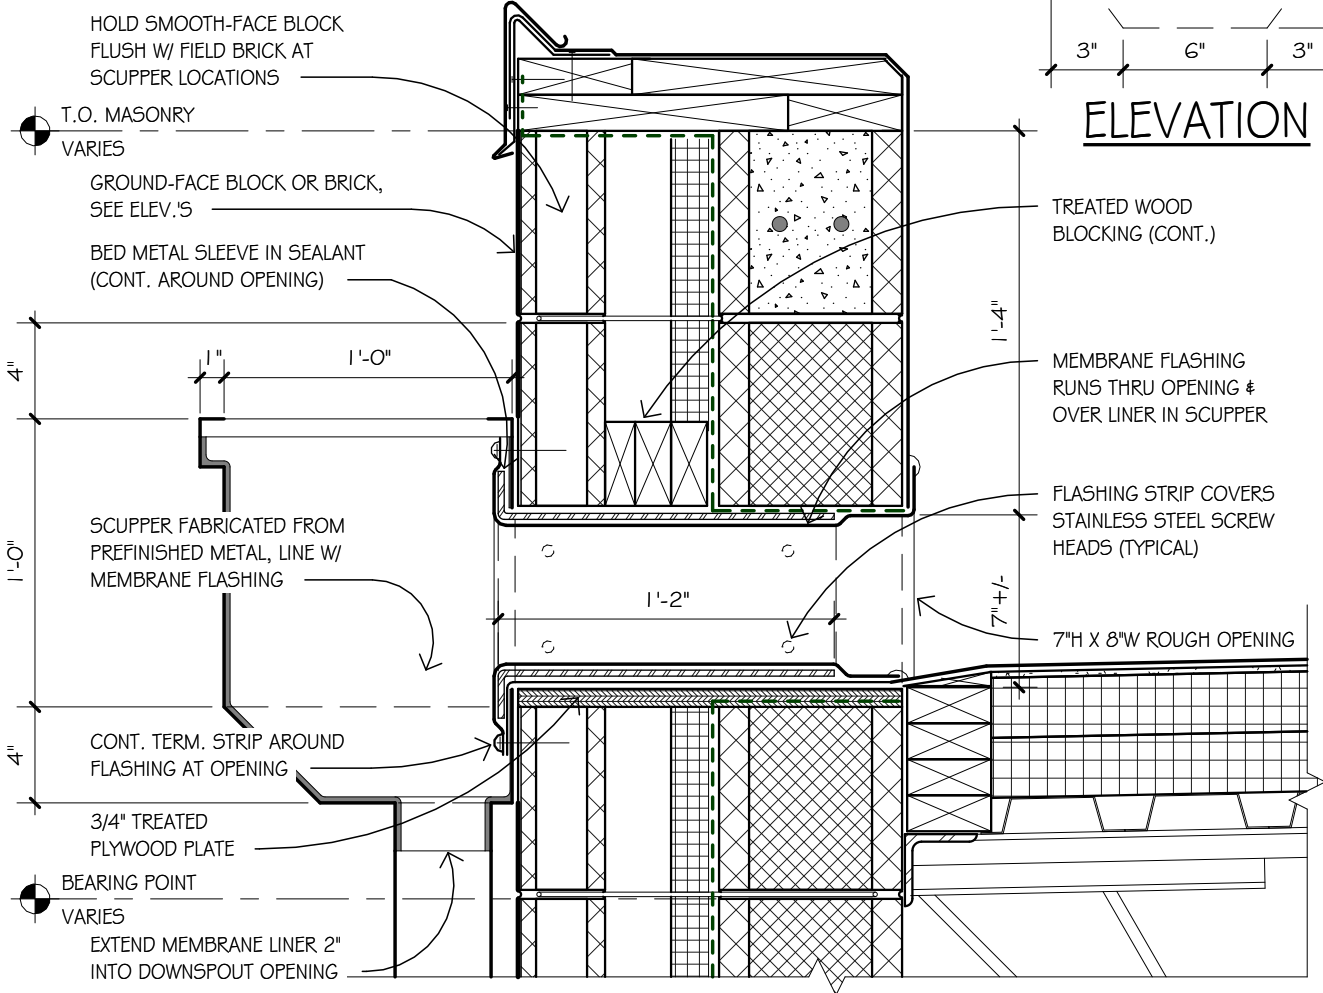 HOLD SMOOTH-FACE BLOCK
FLUSH W/ FIELD BRICK AT
SCUPPER LOCATIONS
T.O. MASONRY
VARIES
GROUND-FACE BLOCK OR BRICK,
SEE ELEV.'S
BED METAL SLEEVE IN SEALANT
(CONT. AROUND OPENING)
4"
1"
1'-0"
1'-0"
SCUPPER FABRICATED FROM
PREFINISHED METAL, LINE W/
MEMBRANE FLASHING
4"
CONT. TERM. STRIP AROUND
FLASHING AT OPENING
3/4" TREATED
PLYWOOD PLATE
BEARING POINT
VARIES
EXTEND MEMBRANE LINER 2"
INTO DOWNSPOUT OPENING
1'-2"
3"
6"
3"
ELEVATION
TREATED WOOD
BLOCKING (CONT.)
1'-4"
MEMBRANE FLASHING
RUNS THRU OPENING &
OVER LINER IN SCUPPER
FLASHING STRIP COVERS
STAINLESS STEEL SCREW
HEADS (TYPICAL)
7"+/-
7"H X 8"W ROUGH OPENING